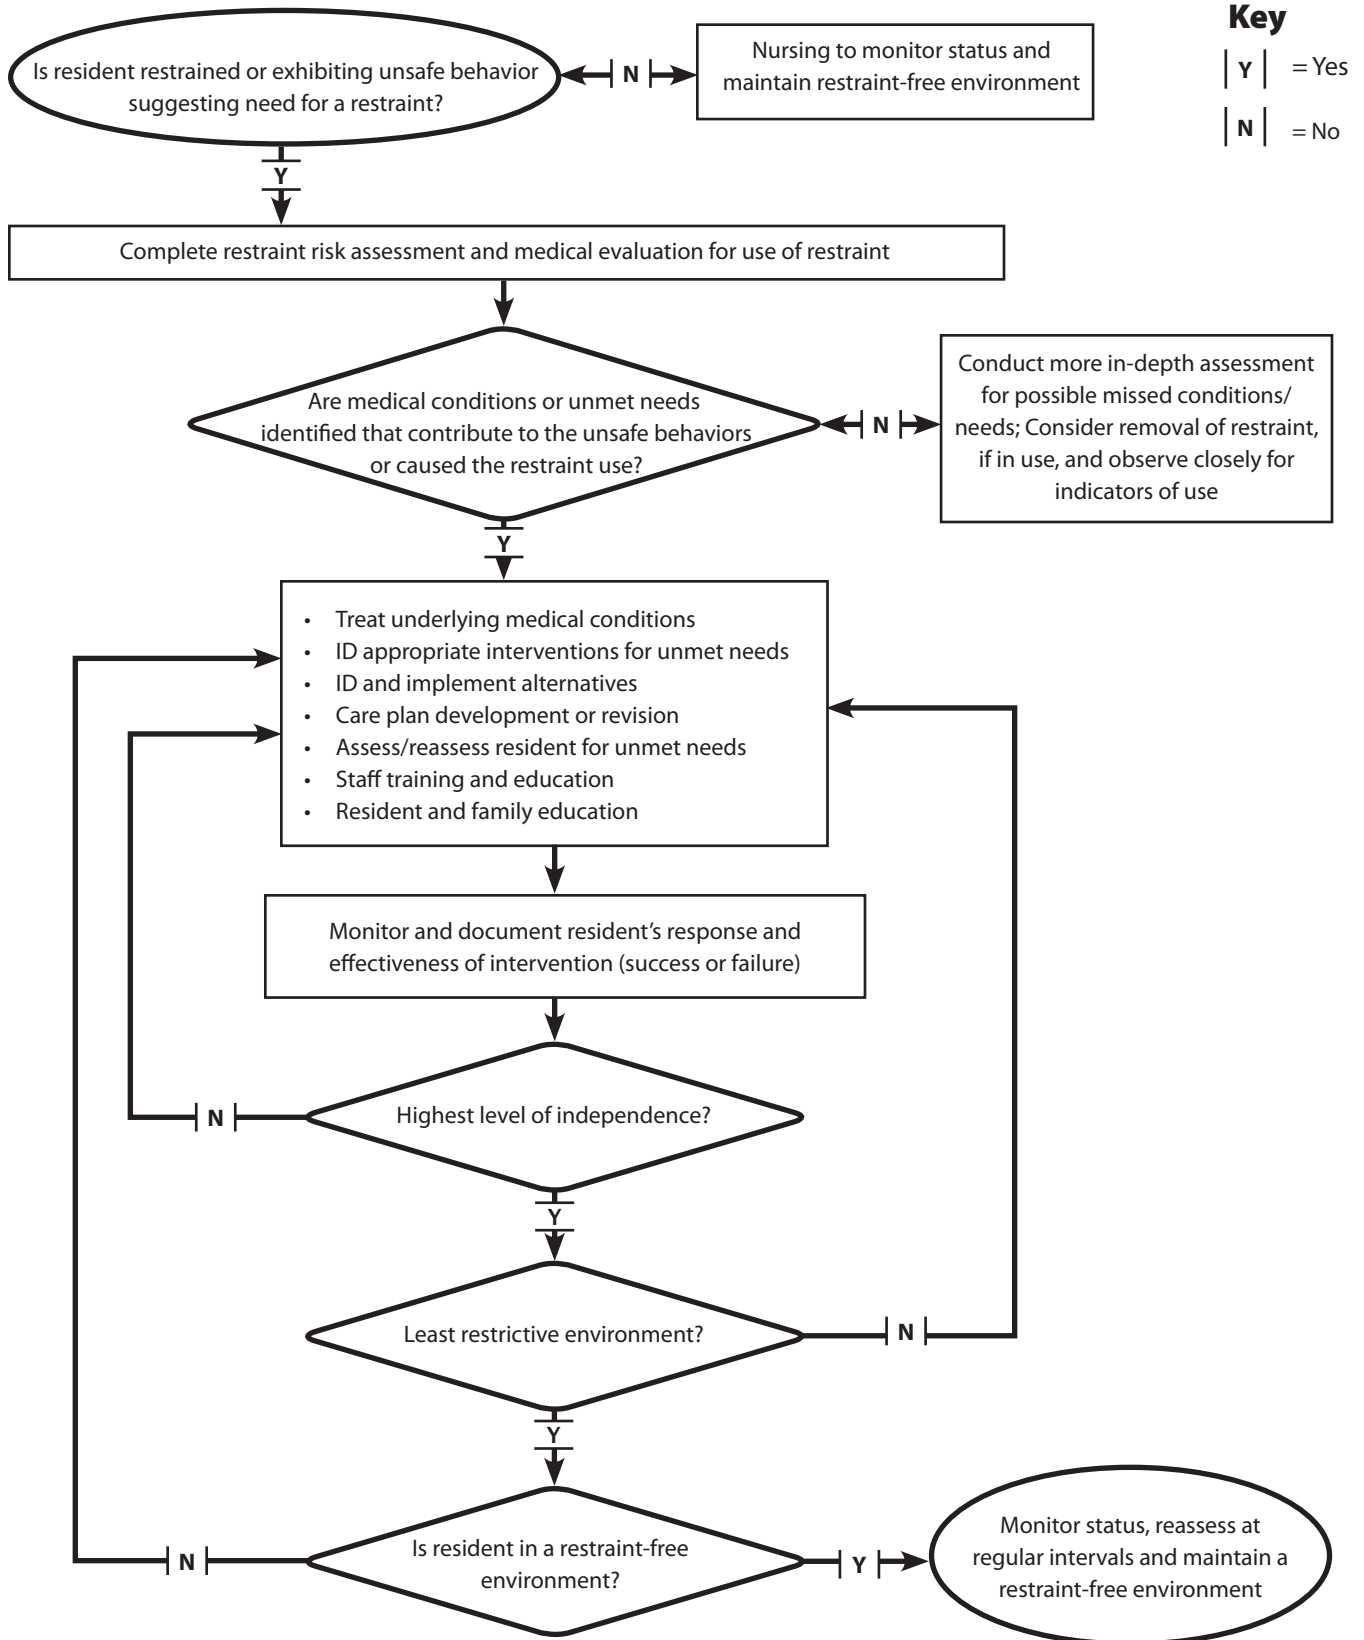 Key
Y = Yes
N = No
Is resident restrained or exhibiting unsafe behavior
suggesting need for a restraint?
N
Nursing to monitor status and
maintain restraint-free environment
Y
Complete restraint risk assessment and medical evaluation for use of restraint
Are medical conditions or unmet needs
identified that contribute to the unsafe behaviors
or caused the restraint use?
N
Conduct more in-depth assessment
for possible missed conditions/
needs; Consider removal of restraint,
if in use, and observe closely for
indicators of use
Y
• Treat underlying medical conditions
• ID appropriate interventions for unmet needs
• ID and implement alternatives
• Care plan development or revision
• Assess/reassess resident for unmet needs
• Staff training and education
• Resident and family education
Monitor and document resident’s response and
effectiveness of intervention (success or failure)
Highest level of independence?
N
Y
Least restrictive environment?
N
Y
Is resident in a restraint-free
environment?
N
Y
Monitor status, reassess at
regular intervals and maintain a
restraint-free environment